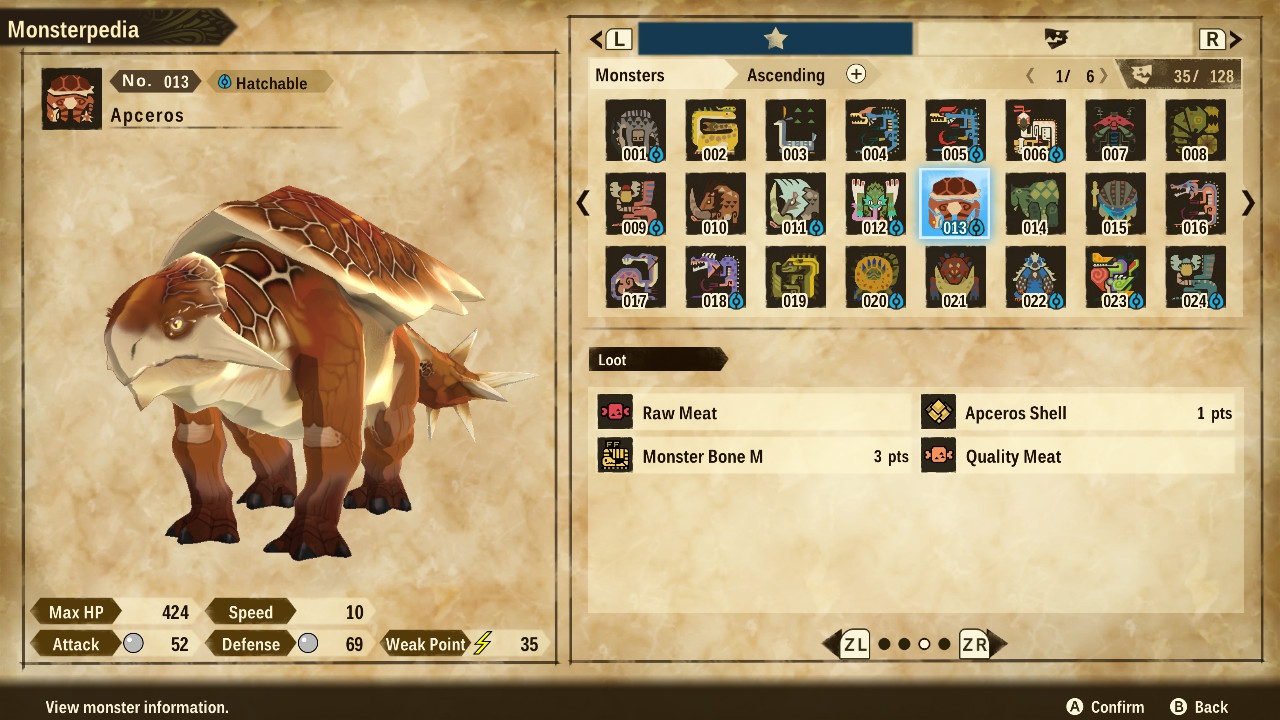 Monsterpedia
No. 013
Hatchable
Apceros
Max HP 424
Speed 10
Attack 52
Defense 69
Weak Point 35
L
R
Monsters
Ascending
1/ 6
35/ 128
001 002 003 004 005 006 007 008
009 010 011 012 013 014 015 016
017 018 019 020 021 022 023 024
Loot
Raw Meat
Apceros Shell 1 pts
Monster Bone M 3 pts
Quality Meat
ZL
ZR
View monster information.
A Confirm
B Back